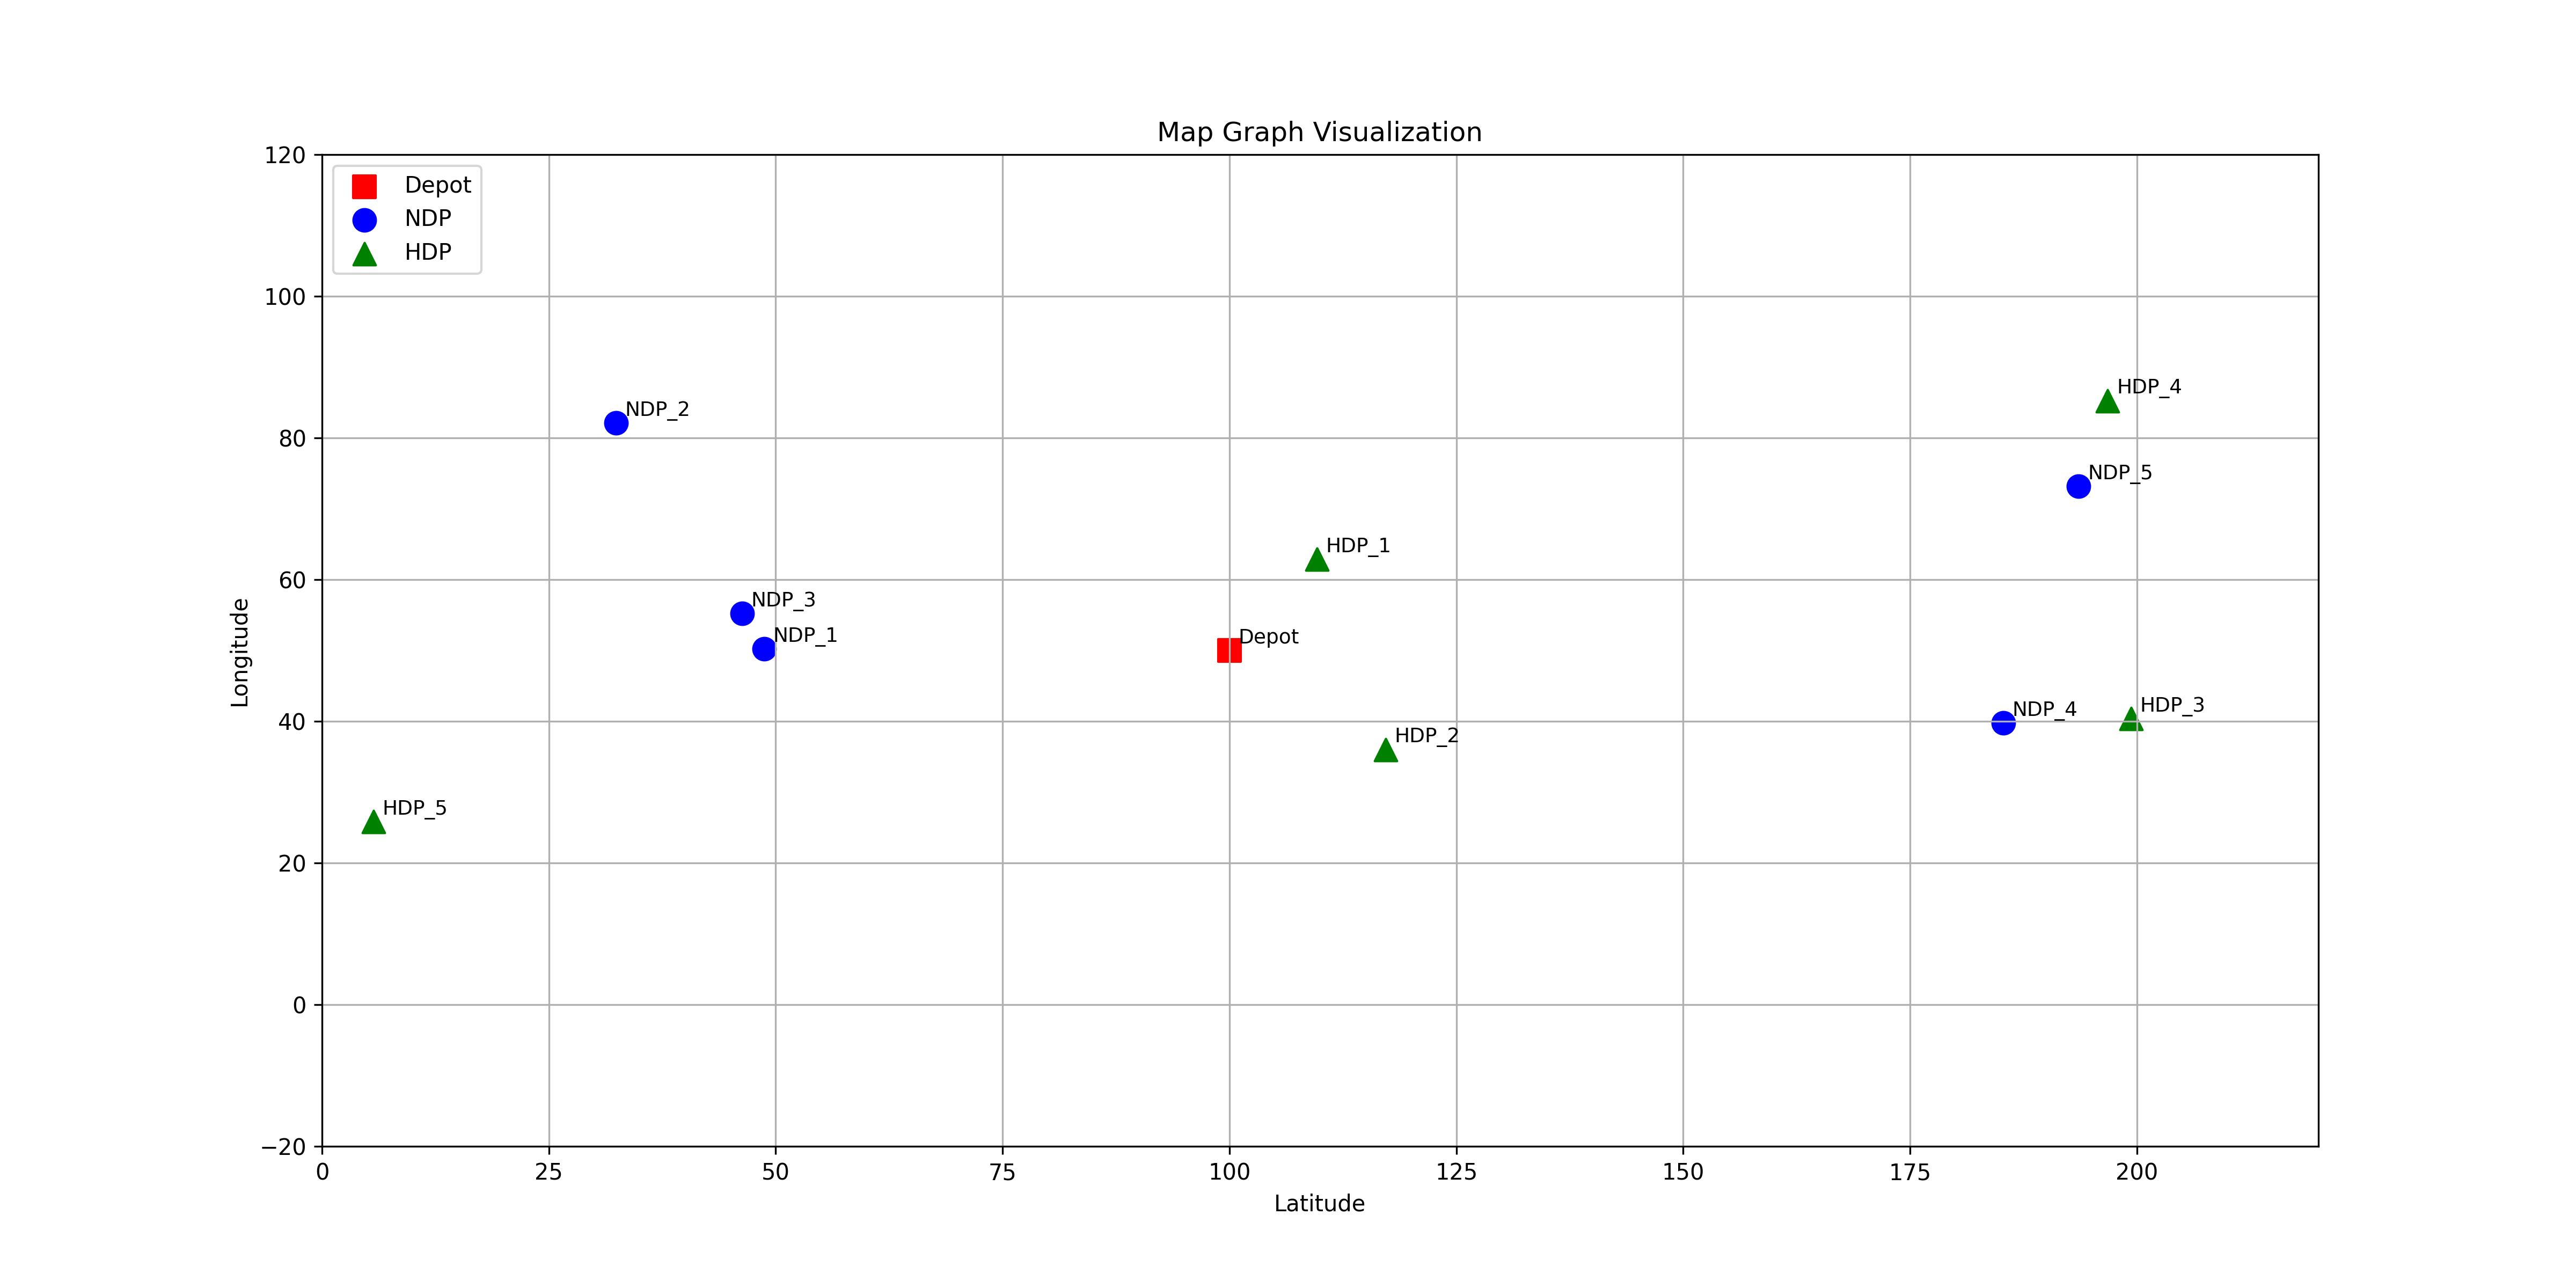 Map Graph Visualization
120
100
80
60
40
20
0
−20
Longitude
Depot
NDP
HDP
HDP_4
NDP_2
NDP_5
HDP_1
NDP_3
NDP_1
Depot
NDP_4
HDP_3
HDP_2
HDP_5
0 25 50 75 100 125 150 175 200
Latitude